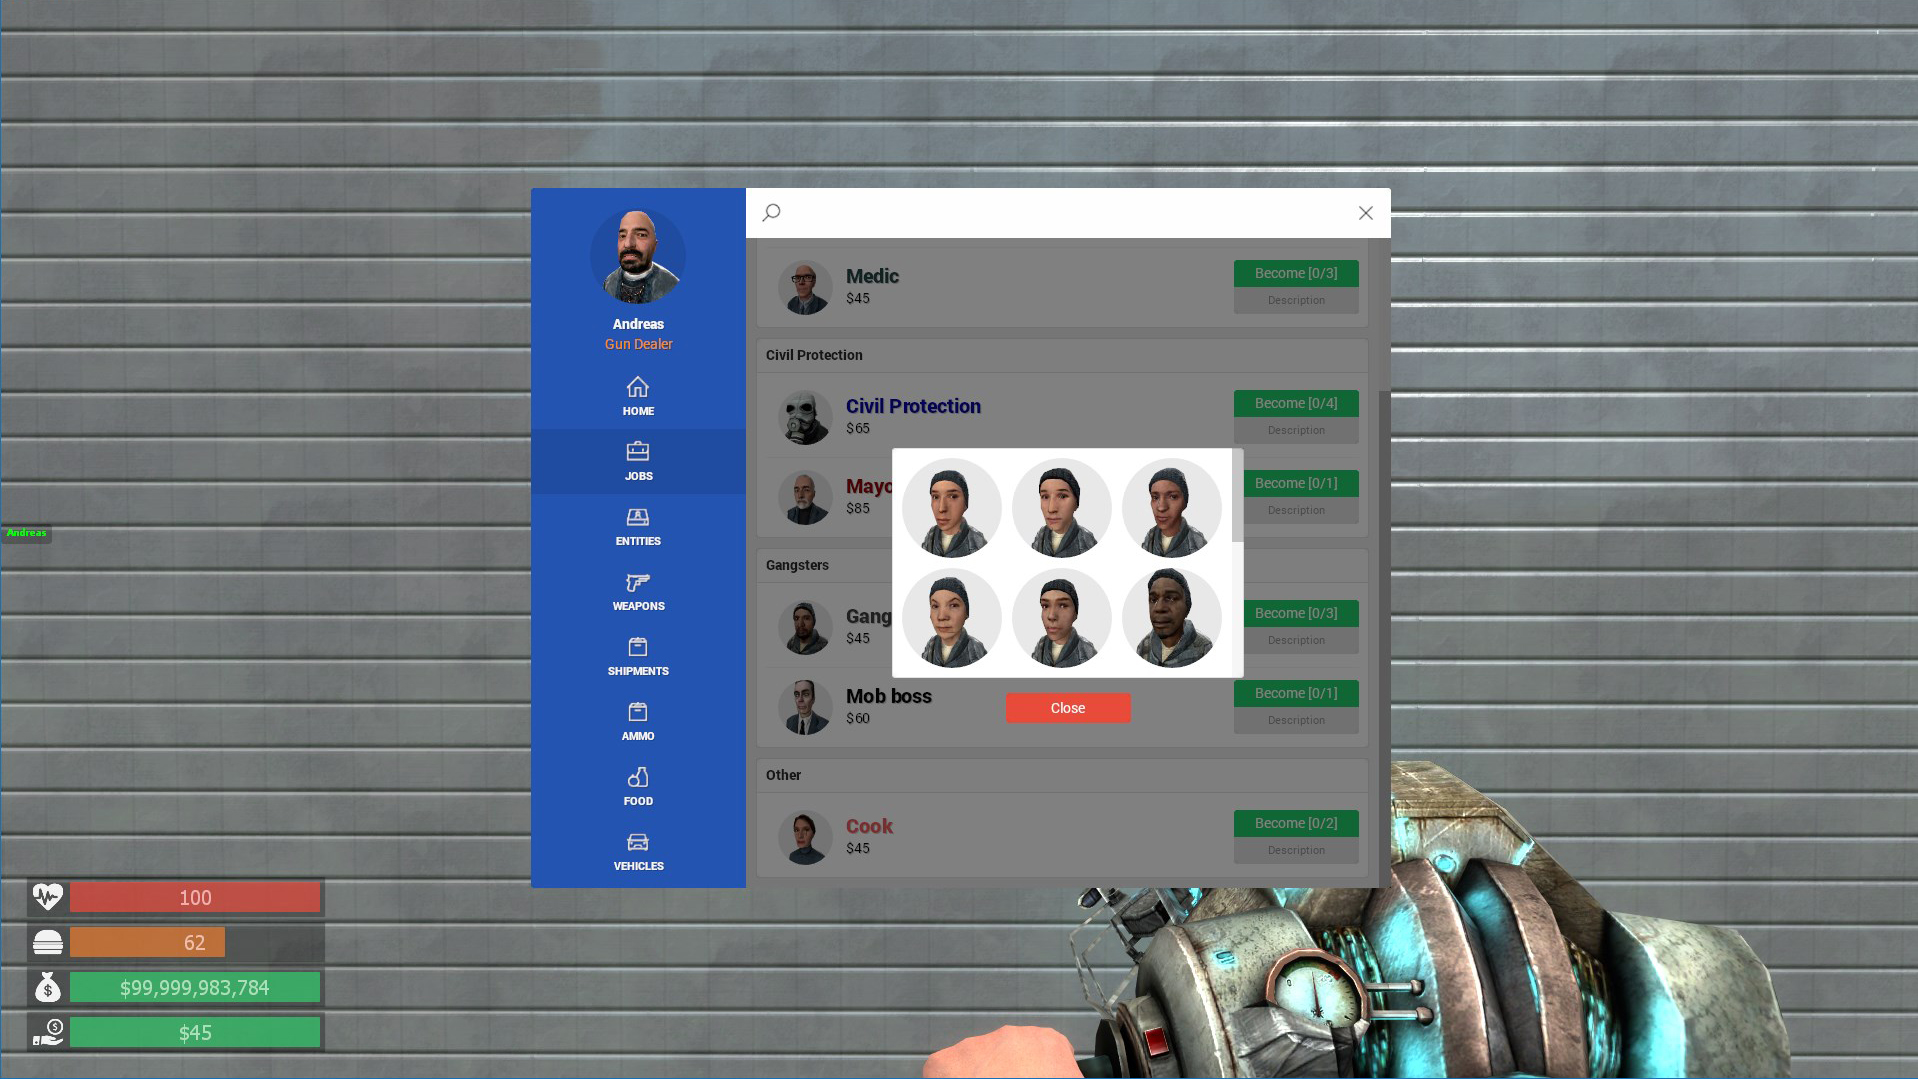 Andreas
Gun Dealer
HOME
JOBS
ENTITIES
WEAPONS
SHIPMENTS
AMMO
FOOD
VEHICLES
Medic
$45
Become [0/3]
Description
Civil Protection
Civil Protection
$65
Become [0/4]
Description
Mayo
$85
Become [0/1]
Description
Gangsters
Gang
$45
Become [0/3]
Description
Mob boss
$60
Become [0/1]
Description
Close
Other
Cook
$45
Become [0/2]
Description
Andreas
100
62
$99,999,983,784
$45